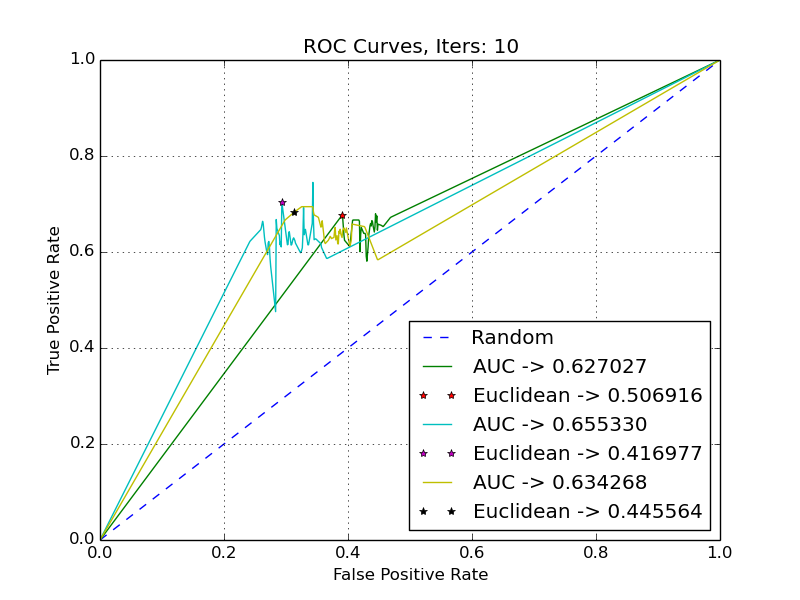 ROC Curves, Iters: 10
True Positive Rate
1.0
0.8
0.6
0.4
0.2
0.0
Random
AUC -> 0.627027
Euclidean -> 0.506916
AUC -> 0.655330
Euclidean -> 0.416977
AUC -> 0.634268
Euclidean -> 0.445564
0.0 0.2 0.4 0.6 0.8 1.0
False Positive Rate